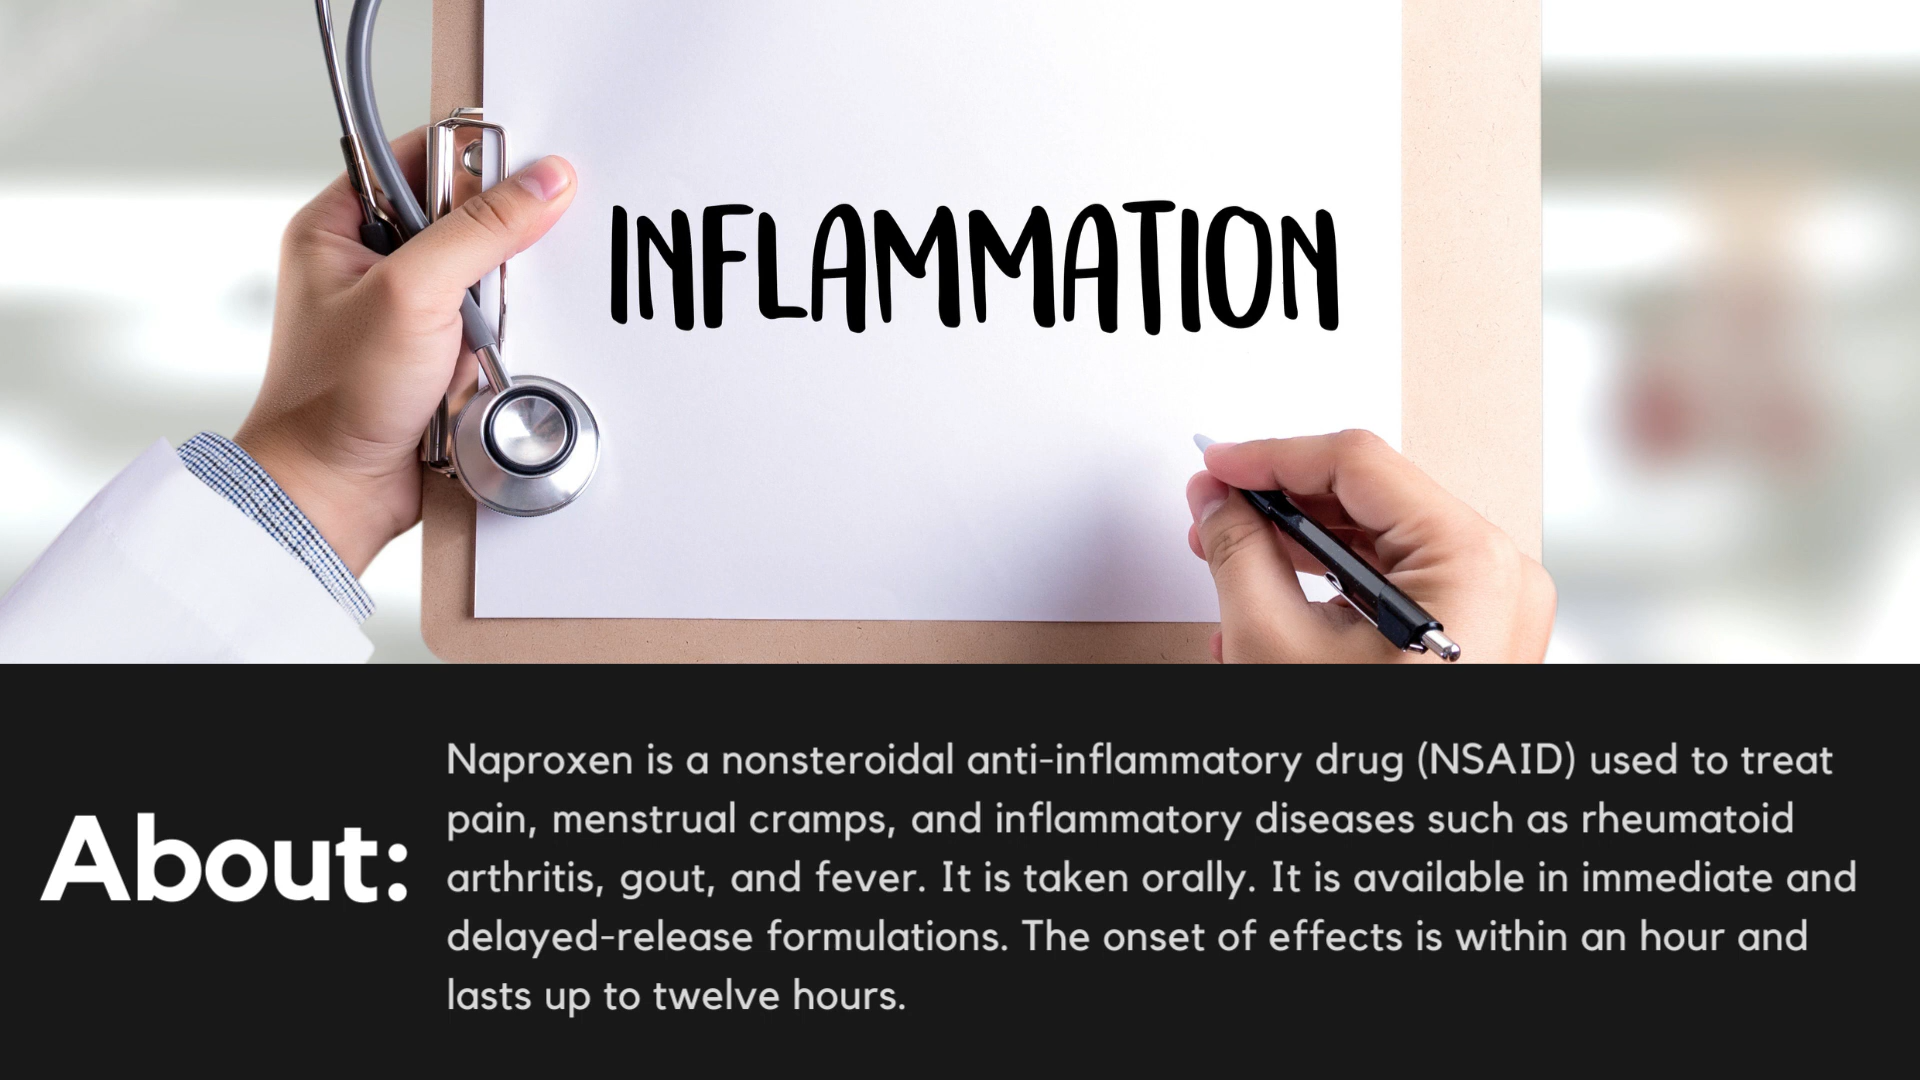 INFLAMMATION
About:
Naproxen is a nonsteroidal anti-inflammatory drug (NSAID) used to treat
pain, menstrual cramps, and inflammatory diseases such as rheumatoid
arthritis, gout, and fever. It is taken orally. It is available in immediate and
delayed-release formulations. The onset of effects is within an hour and
lasts up to twelve hours.